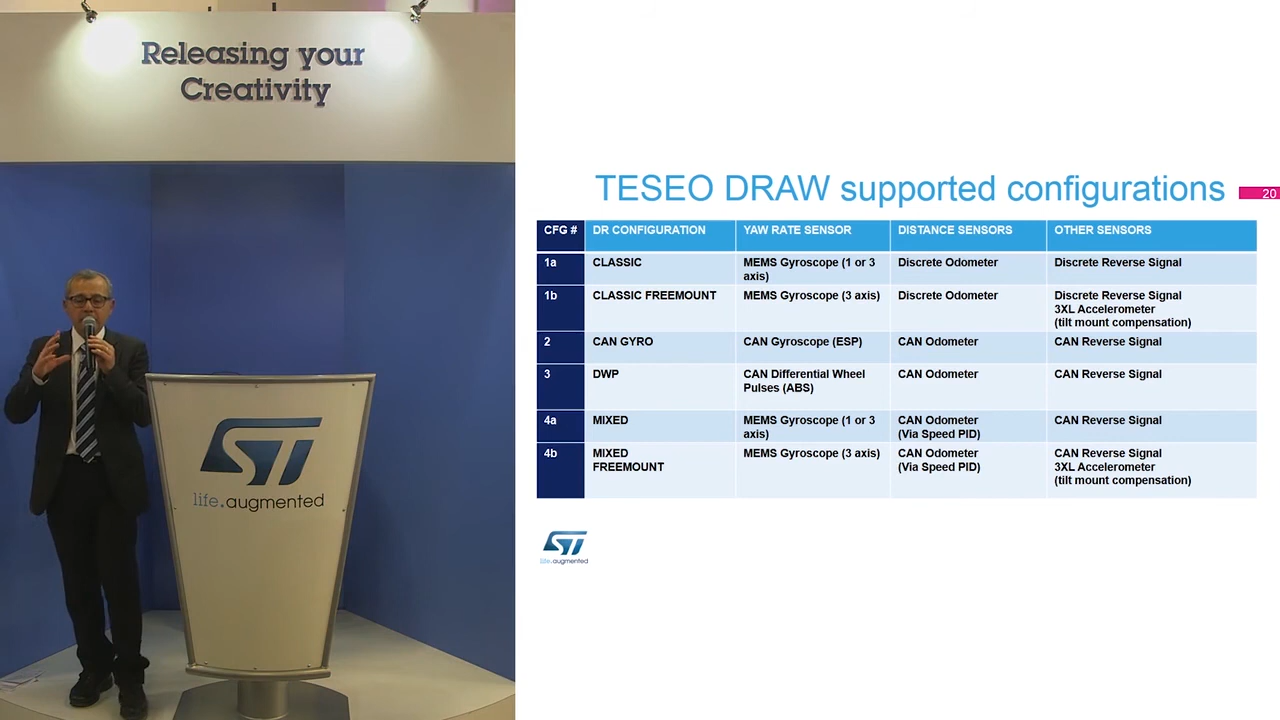 Releasing your
Creativity
ST
life.augmented
TESEO DRAW supported configurations
20
CFG # DR CONFIGURATION YAW RATE SENSOR DISTANCE SENSORS OTHER SENSORS
1a CLASSIC MEMS Gyroscope (1 or 3 axis) Discrete Odometer Discrete Reverse Signal
1b CLASSIC FREEMOUNT MEMS Gyroscope (3 axis) Discrete Odometer Discrete Reverse Signal
3XL Accelerometer
(tilt mount compensation)
2 CAN GYRO CAN Gyroscope (ESP) CAN Odometer CAN Reverse Signal
3 DWP CAN Differential Wheel Pulses (ABS) CAN Odometer CAN Reverse Signal
4a MIXED MEMS Gyroscope (1 or 3 axis) CAN Odometer (Via Speed PID) CAN Reverse Signal
4b MIXED FREEMOUNT MEMS Gyroscope (3 axis) CAN Odometer (Via Speed PID) CAN Reverse Signal
3XL Accelerometer
(tilt mount compensation)
ST
life.augmented